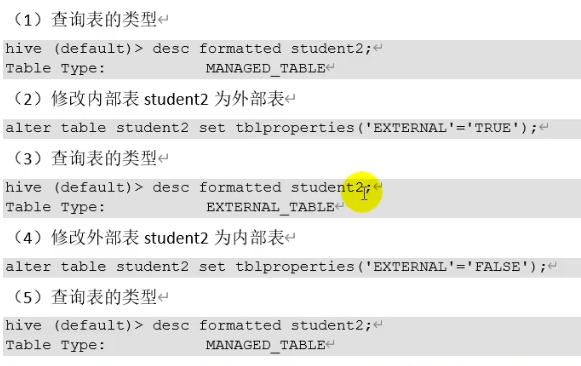 （1）查询表的类型
hive (default)> desc formatted student2;
Table Type: MANAGED_TABLE
（2）修改内部表 student2 为外部表
alter table student2 set tblproperties('EXTERNAL'='TRUE');
（3）查询表的类型
hive (default)> desc formatted student2;
Table Type: EXTERNAL_TABLE
（4）修改外部表 student2 为内部表
alter table student2 set tblproperties('EXTERNAL'='FALSE');
（5）查询表的类型
hive (default)> desc formatted student2;
Table Type: MANAGED_TABLE